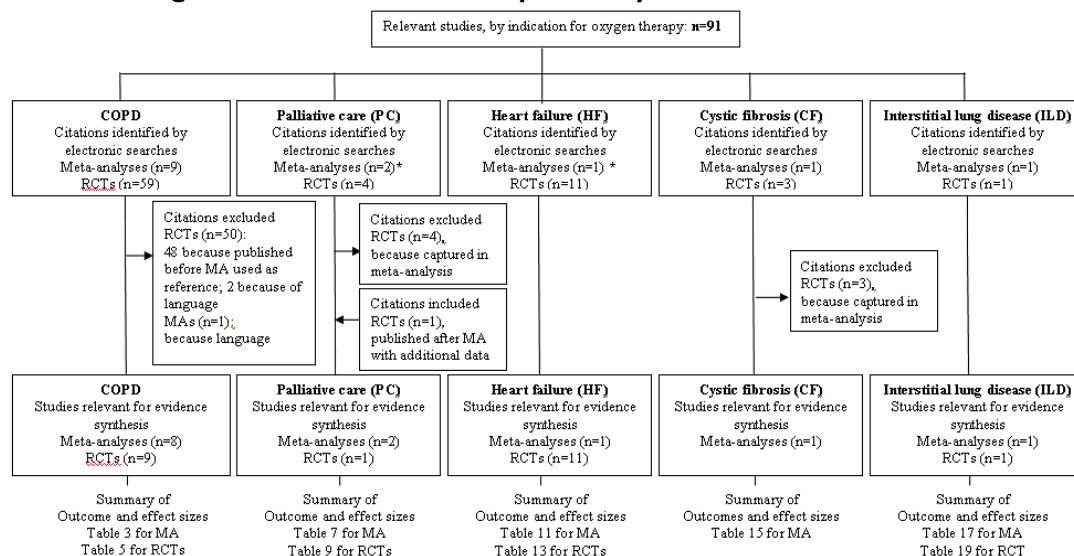 Relevant studies, by indication for oxygen therapy: n=91
COPD
Citations identified by
electronic searches
Meta-analyses (n=9)
RCTs (n=59)
Palliative care (PC)
Citations identified by
electronic searches
Meta-analyses (n=2)*
RCTs (n=4)
Heart failure (HF)
Citations identified by
electronic searches
Meta-analyses (n=1) *
RCTs (n=11)
Cystic fibrosis (CF)
Citations identified by
electronic searches
Meta-analyses (n=1)
RCTs (n=3)
Interstitial lung disease (ILD)
Citations identified by
electronic searches
Meta-analyses (n=1)
RCTs (n=1)
Citations excluded
RCTs (n=50):
48 because published
before MA used as
reference; 2 because of
language
MAs (n=1);
because language
Citations excluded
RCTs (n=4),
because captured in
meta-analysis
Citations included
RCTs (n=1),
published after MA
with additional data
Citations excluded
RCTs (n=3),
because captured in
meta-analysis
COPD
Studies relevant for evidence
synthesis
Meta-analyses (n=8)
RCTs (n=9)
Palliative care (PC)
Studies relevant for evidence
synthesis
Meta-analyses (n=2)
RCTs (n=1)
Heart failure (HF)
Studies relevant for evidence
synthesis
Meta-analyses (n=1)
RCTs (n=11)
Cystic fibrosis (CF)
Studies relevant for evidence
synthesis
Meta-analyses (n=1)
Interstitial lung disease (ILD)
Studies relevant for evidence
synthesis
Meta-analyses (n=1)
RCTs (n=1)
Summary of
Outcome and effect sizes
Table 3 for MA
Table 5 for RCTs
Summary of
Outcome and effect sizes
Table 7 for MA
Table 9 for RCTs
Summary of
Outcomes and effect sizes
Table 11 for MA
Table 13 for RCTs
Summary of
Outcomes and effect sizes
Table 15 for MA
Summary of
Outcomes and effect sizes
Table 17 for MA
Table 19 for RCT